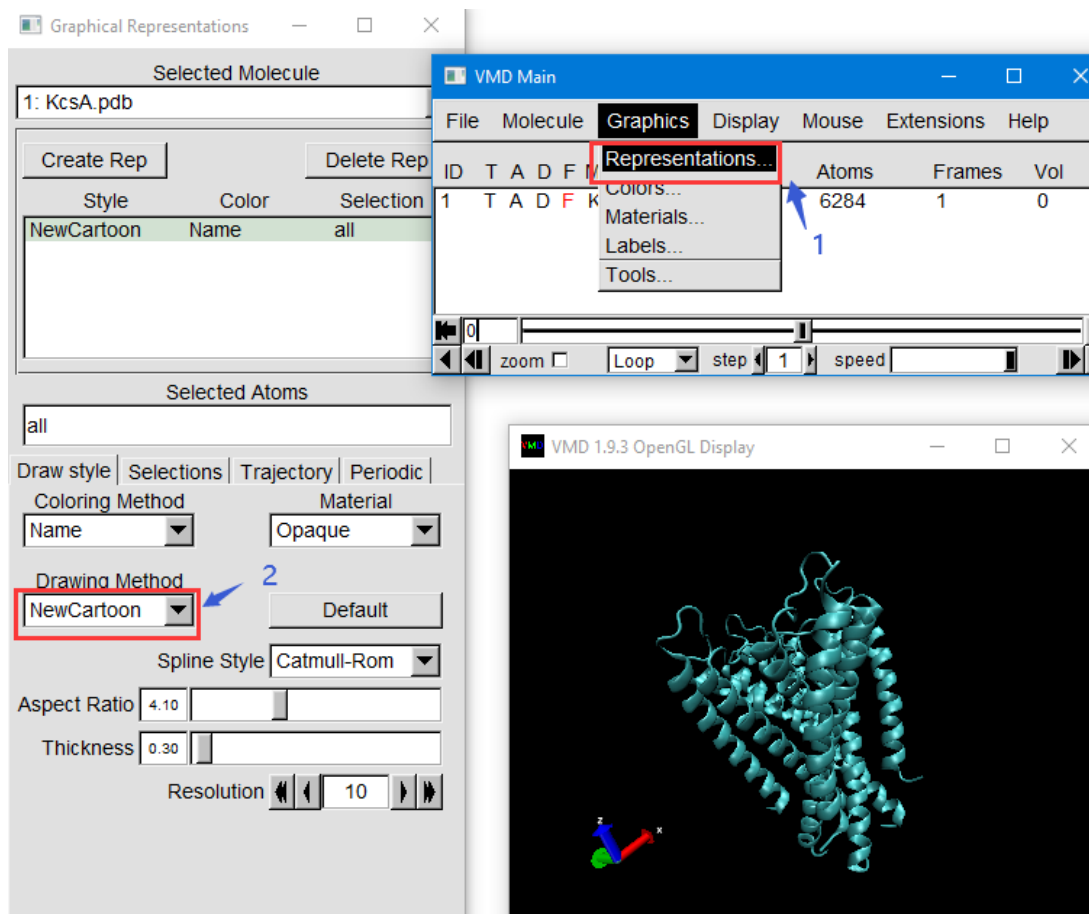 Graphical Representations
Selected Molecule
1: KcsA.pdb
Create Rep
Delete Rep
Style Color Selection
NewCartoon Name all
Selected Atoms
all
Draw style Selections Trajectory Periodic
Coloring Method Material
Name Opaque
Drawing Method 2
NewCartoon Default
Spline Style Catmull-Rom
Aspect Ratio 4.10
Thickness 0.30
Resolution 10
VMD Main
File Molecule Graphics Display Mouse Extensions Help
ID T A D F Atoms Frames Vol
1 T A D F K 6284 1 0
Representations...
Colors...
Materials...
Labels...
Tools...
1
0
zoom Loop step 1 speed
VMD 1.9.3 OpenGL Display
z
x